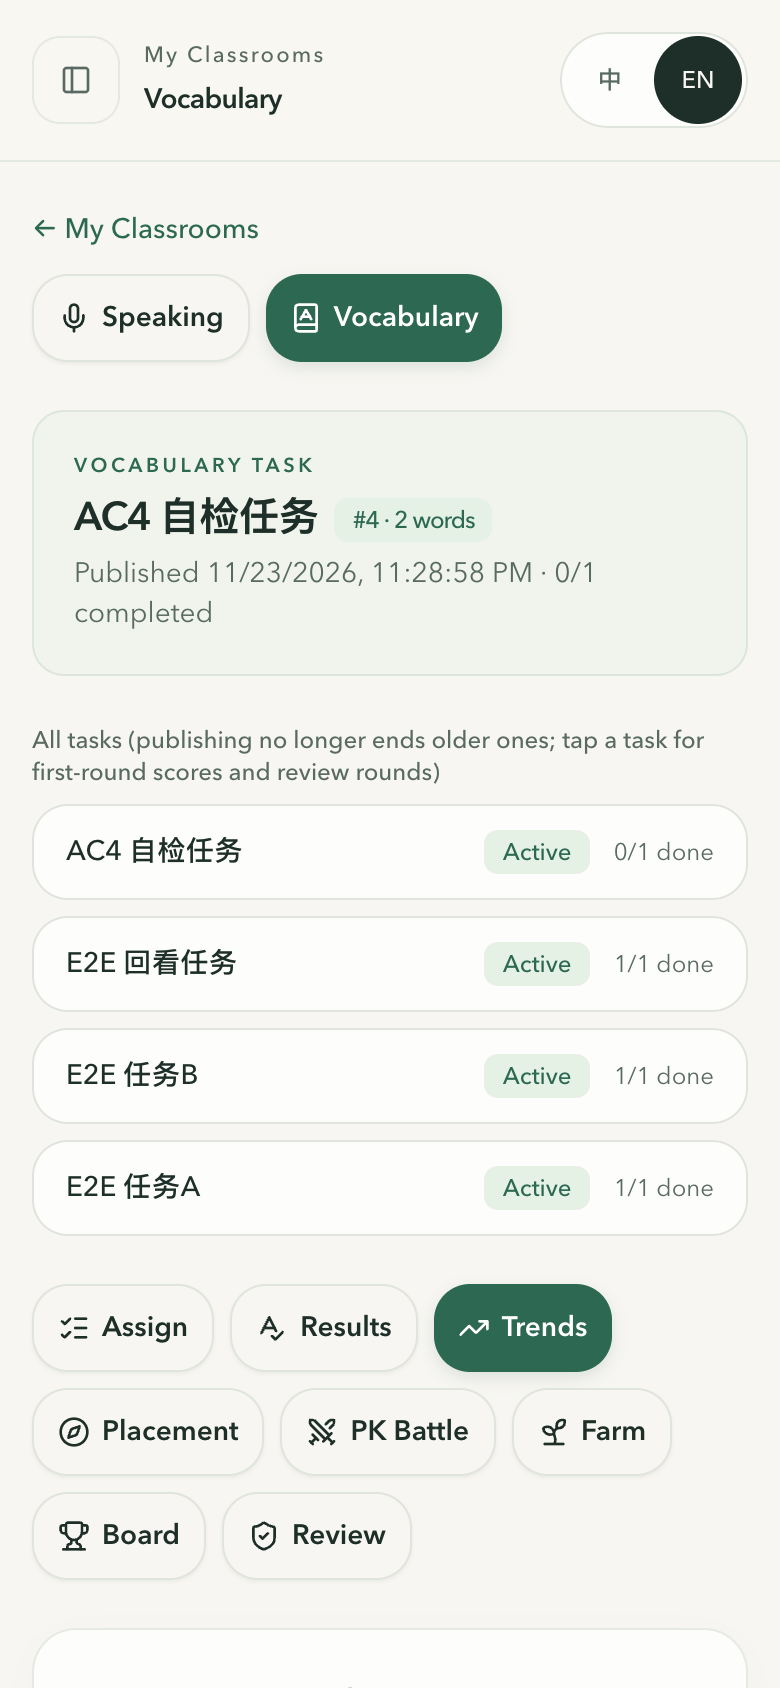 My Classrooms
Vocabulary
中 EN
← My Classrooms
Speaking Vocabulary
VOCABULARY TASK
AC4 自检任务 #4 · 2 words
Published 11/23/2026, 11:28:58 PM · 0/1
completed
All tasks (publishing no longer ends older ones; tap a task for
first-round scores and review rounds)
AC4 自检任务 Active 0/1 done
E2E 回看任务 Active 1/1 done
E2E 任务B Active 1/1 done
E2E 任务A Active 1/1 done
Assign Results Trends
Placement PK Battle Farm
Board Review